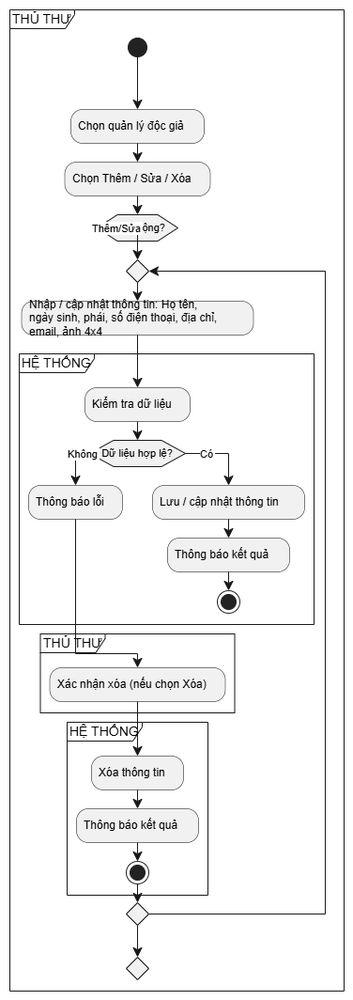 THỦ THƯ
Chọn quản lý độc giả
Chọn Thêm / Sửa / Xóa
Thêm/Sửa ộng?
Nhập / cập nhật thông tin: Họ tên,
ngày sinh, phái, số điện thoại, địa chỉ,
email, ảnh 4x4
HỆ THỐNG
Kiểm tra dữ liệu
Không
Dữ liệu hợp lệ?
Có
Thông báo lỗi
Lưu / cập nhật thông tin
Thông báo kết quả
THỦ THƯ
Xác nhận xóa (nếu chọn Xóa)
HỆ THỐNG
Xóa thông tin
Thông báo kết quả